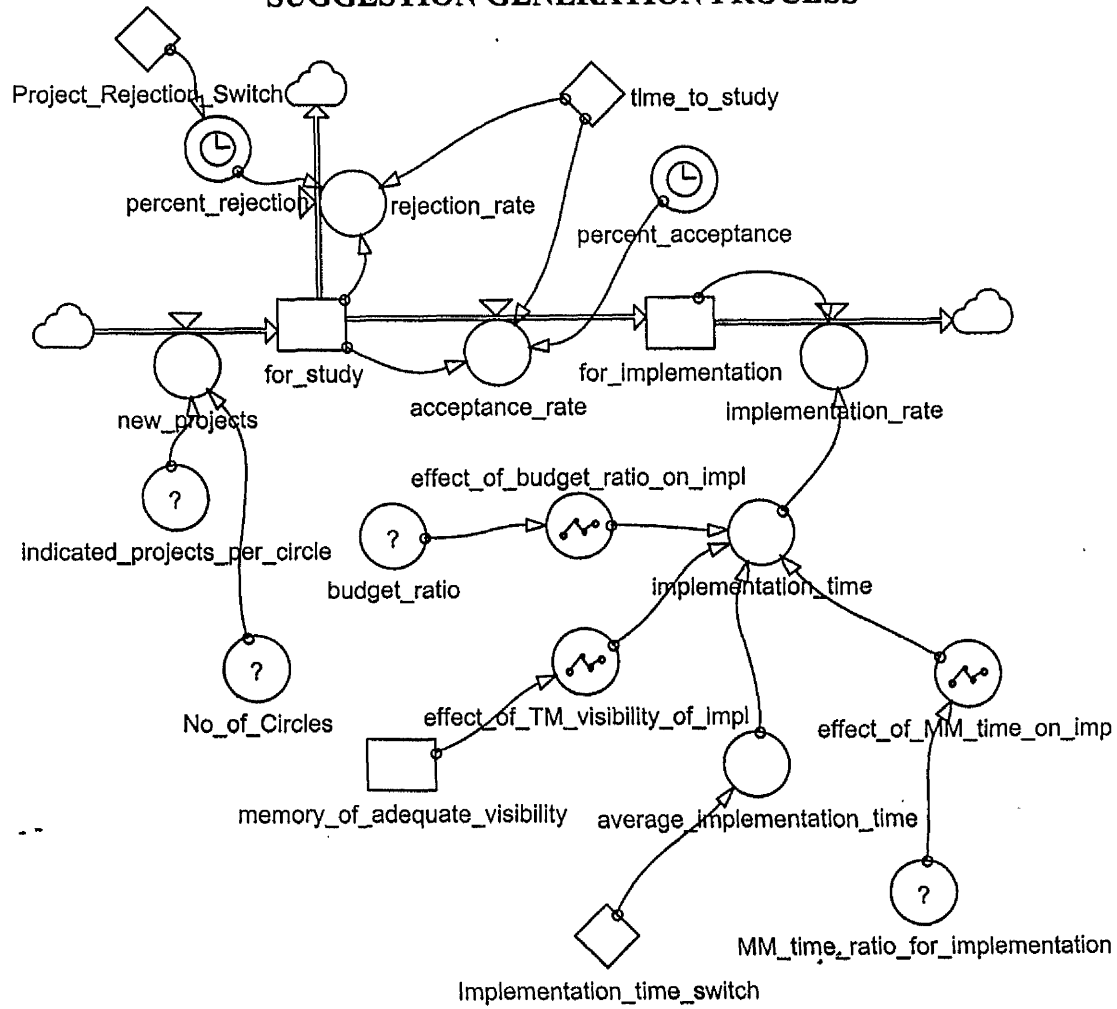 SUGGESTION GENERATION PROCESS
Project_Rejection_Switch
time_to_study
percent_rejection
rejection_rate
percent_acceptance
for_study
for_implementation
acceptance_rate
implementation_rate
new_projects
effect_of_budget_ratio_on_impl
?
?
indicated_projects_per_circle
budget_ratio
implementation_time
?
No_of_Circles
effect_of_TM_visibility_of_impl
effect_of_MM_time_on_imp
memory_of_adequate_visibility
average_implementation_time
?
MM_time_ratio_for_implementation
Implementation_time_switch